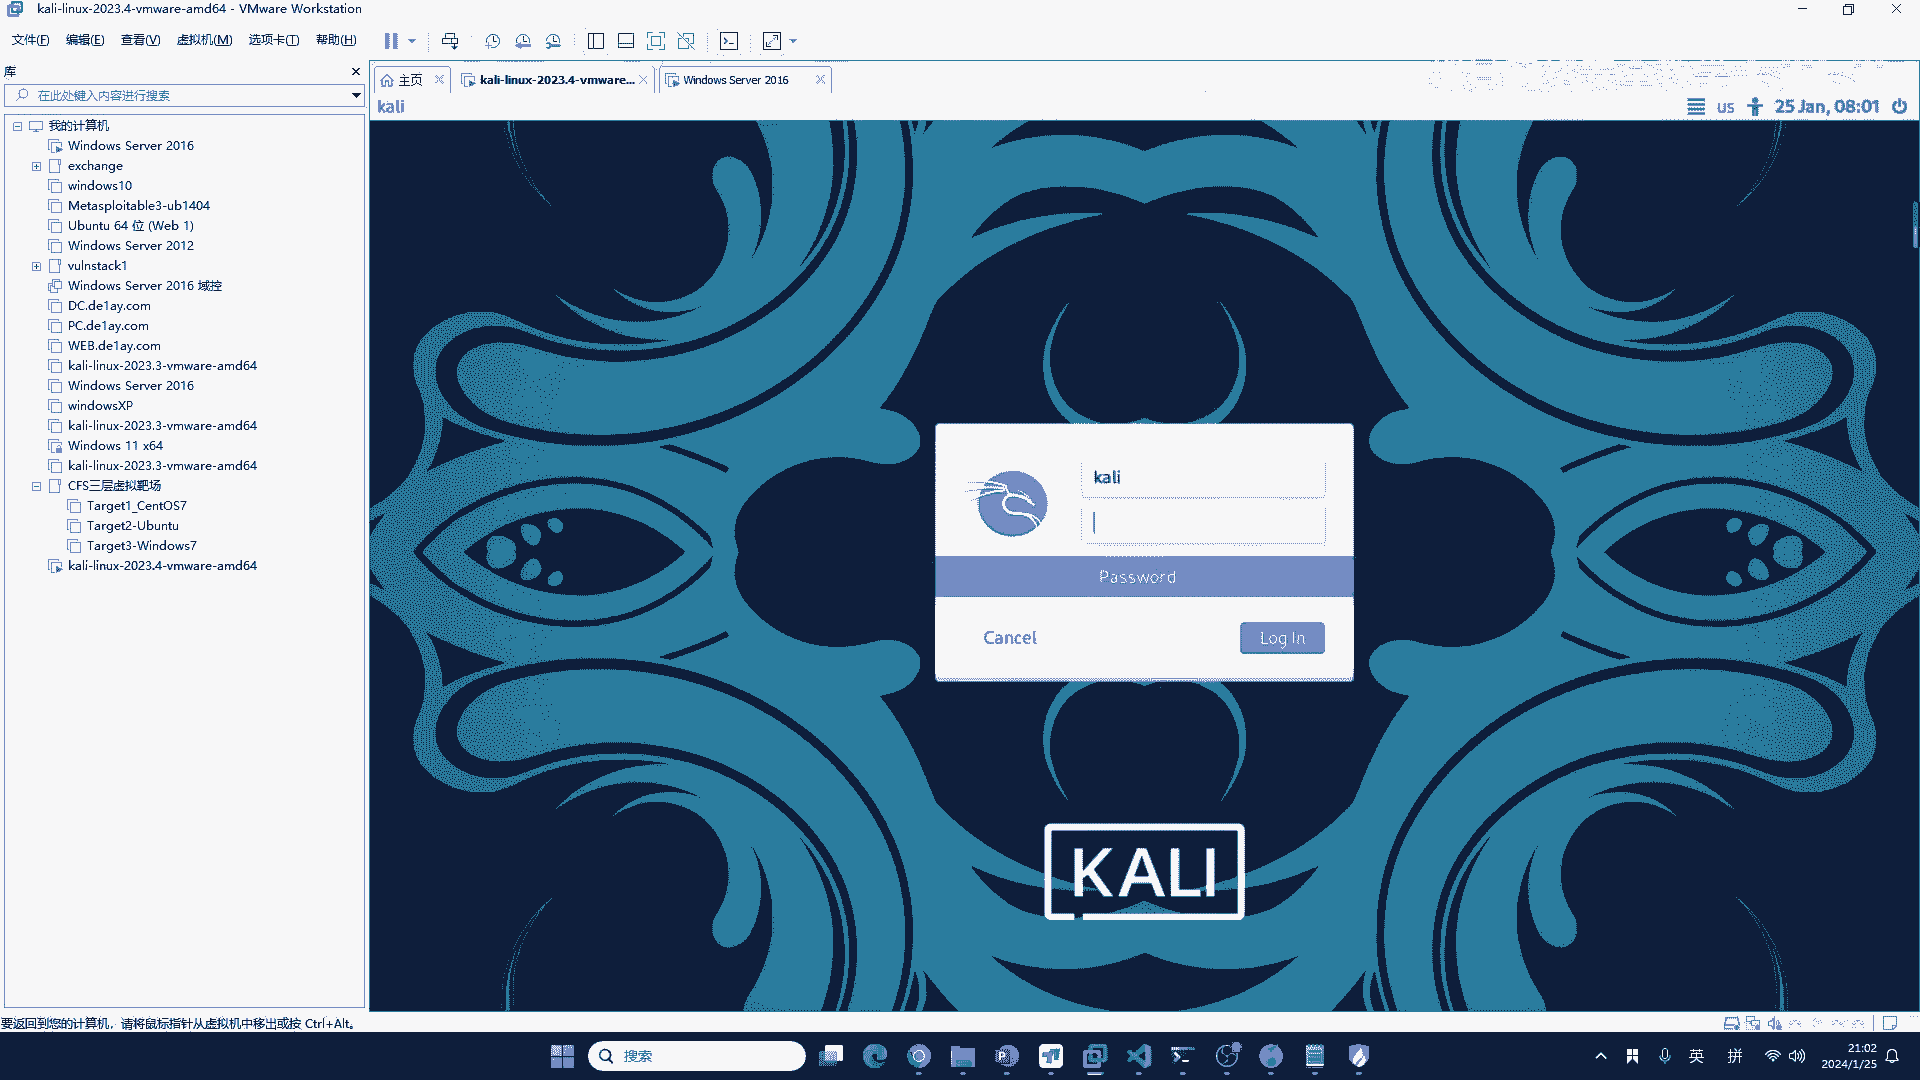 kali-linux-2023.4-vmware-amd64 - VMware Workstation
文件(F) 编辑(E) 查看(V) 虚拟机(M) 选项卡(T) 帮助(H)
库
在此处键入内容进行搜索
我的计算机
Windows Server 2016
exchange
windows10
Metasploitable3-ub1404
Ubuntu 64 位 (Web 1)
Windows Server 2012
vulnstack1
Windows Server 2016 域控
DC.de1ay.com
PC.de1ay.com
WEB.de1ay.com
kali-linux-2023.3-vmware-amd64
Windows Server 2016
windowsXP
kali-linux-2023.4-vmware-amd64
Windows 11 x64
kali-linux-2023.3-vmware-amd64
CFS三层虚拟靶场
Target1_CentOS7
Target2-Ubuntu
Target3-Windows7
kali-linux-2023.4-vmware-amd64
主页 kali-linux-2023.4-vmware... Windows Server 2016
kali us 25 Jan, 08:01
kali
Password
Cancel Log In
KALI
要返回到您的计算机，请将鼠标指针从虚拟机中移出或按 Ctrl+Alt。
搜索
英 拼 21:02
2024/1/25